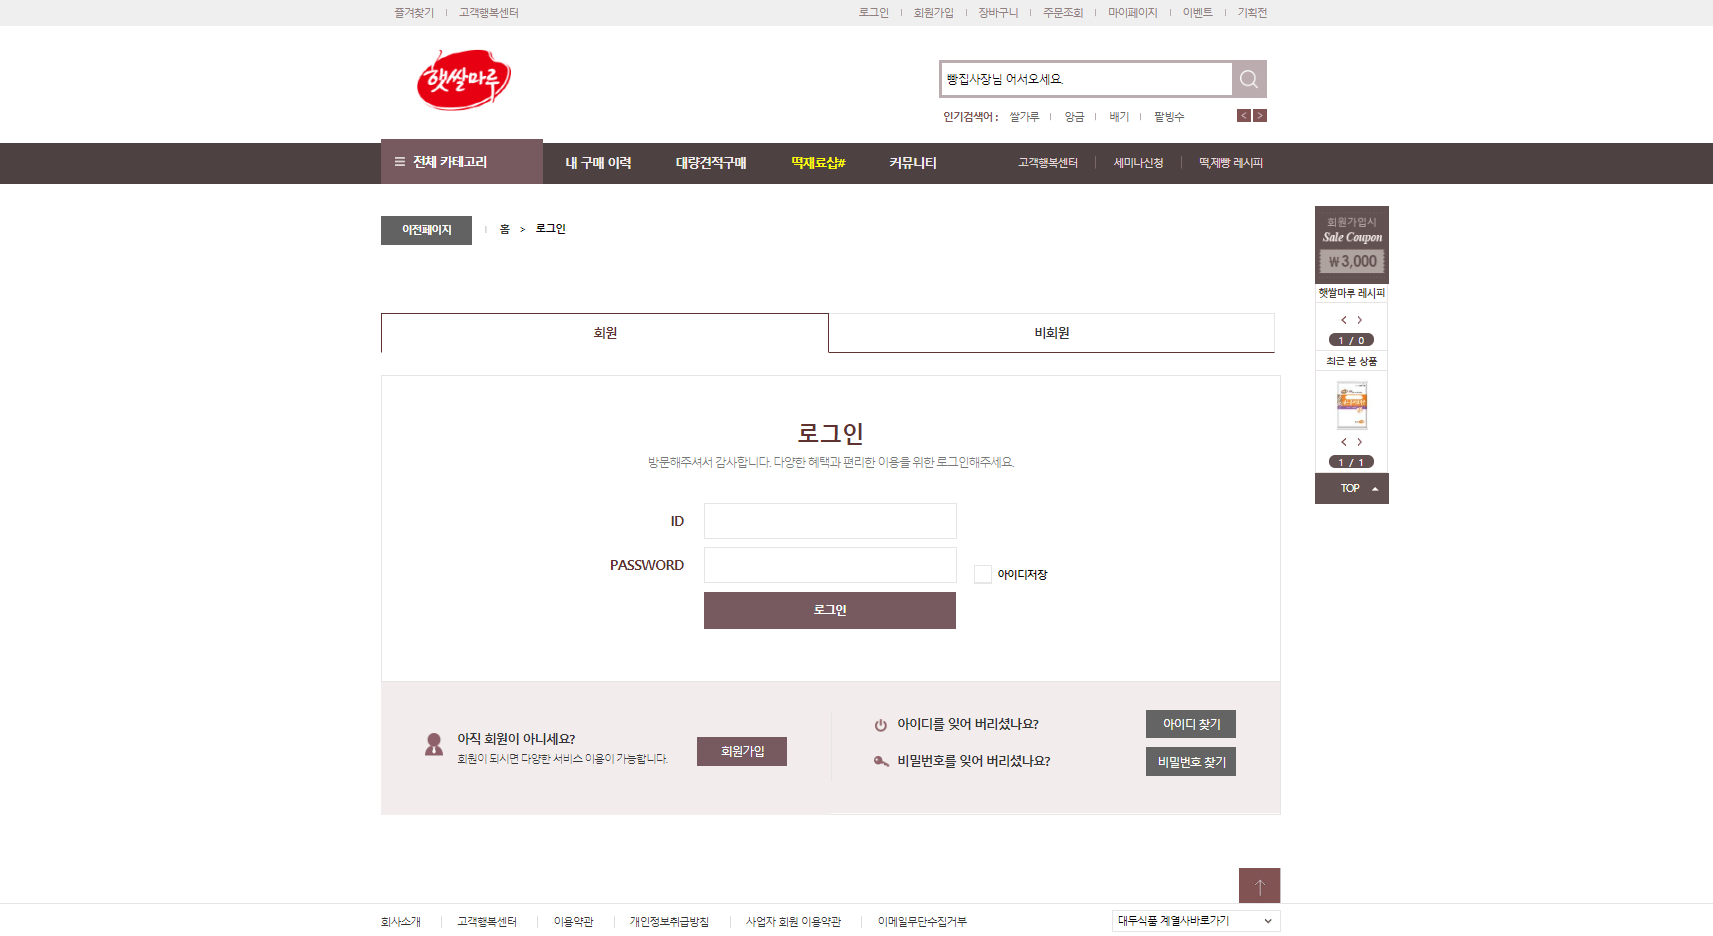 즐겨찾기
고객행복센터
로그인
회원가입
장바구니
주문조회
마이페이지
이벤트
기획전
햇쌀마루
빵집사장님 어서오세요.
인기검색어 : 쌀가루 앙금 배기 팥빙수
전체 카테고리
내 구매 이력
대량견적구매
떡재료샵#
커뮤니티
고객행복센터
세미나신청
떡,제빵 레시피
이전페이지
홈 > 로그인
회원가입시
Sale Coupon
₩3,000
햇쌀마루 레시피
< >
1 / 0
최근 본 상품
< >
1 / 1
TOP
회원
비회원
로그인
방문해주셔서 감사합니다. 다양한 혜택과 편리한 이용을 위한 로그인해주세요.
ID
PASSWORD
아이디저장
로그인
아직 회원이 아니세요?
회원이 되시면 다양한 서비스 이용이 가능합니다.
회원가입
아이디를 잊어 버리셨나요?
아이디 찾기
비밀번호를 잊어 버리셨나요?
비밀번호 찾기
회사소개
고객행복센터
이용약관
개인정보취급방침
사업자 회원 이용약관
이메일무단수집거부
대두식품 계열사바로가기